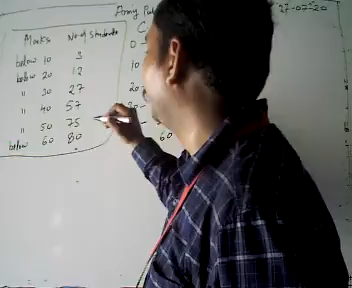 Army Pub
27-07-20
Marks No of Students
below 10 3
below 20 12
" 30 27
" 40 57
" 50 75
below 60 80
C
0 -
10
20 -
30 -
60